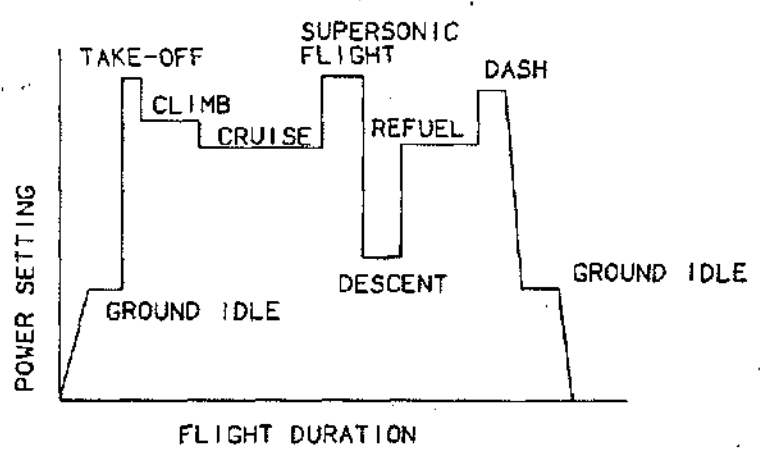 SUPERSONIC
FLIGHT
TAKE-OFF
DASH
CLIMB
CRUISE
REFUEL
POWER SETTING
DESCENT
GROUND IDLE
GROUND IDLE
FLIGHT DURATION